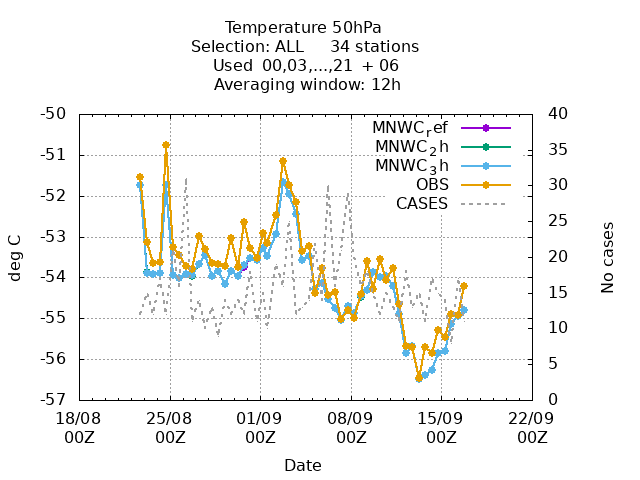 Temperature 50hPa
Selection: ALL     34 stations
Used  00,03,...,21  + 06
Averaging window: 12h
-50
-51
-52
-53
-54
-55
-56
-57
deg C
40
35
30
25
20
15
10
5
0
No cases
MNWC_ref
MNWC_2h
MNWC_3h
OBS
CASES
18/08 25/08 01/09 08/09 15/09 22/09
00Z 00Z 00Z 00Z 00Z 00Z
Date